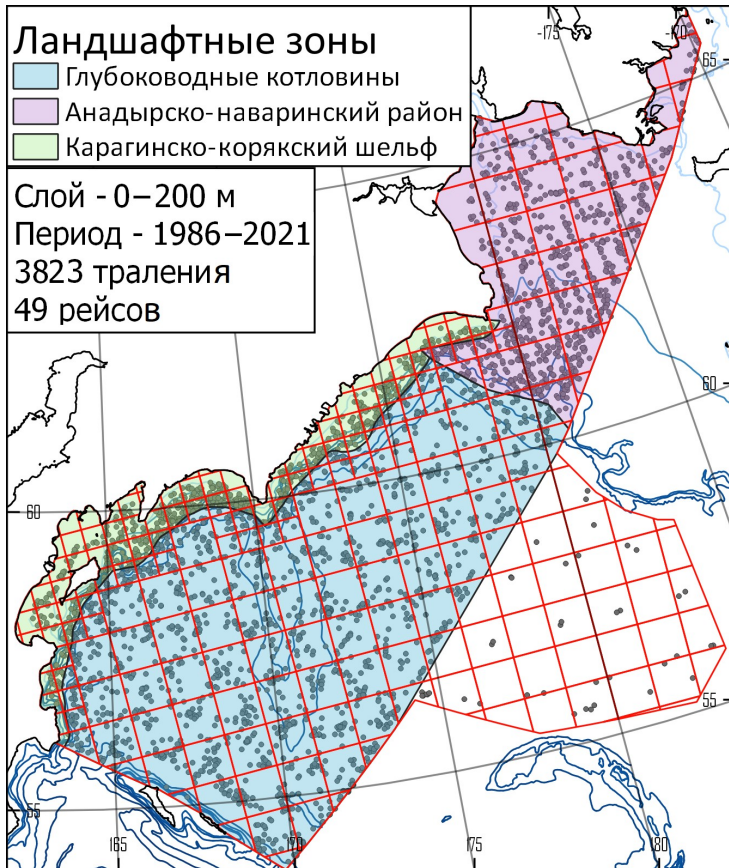 Ландшафтные зоны
Глубоководные котловины
Анадырско-наваринский район
Карагинско-корякский шельф
Слой - 0–200 м
Период - 1986–2021
3823 траления
49 рейсов
-175
-170
65
60
60
55
55
165
170
175
180